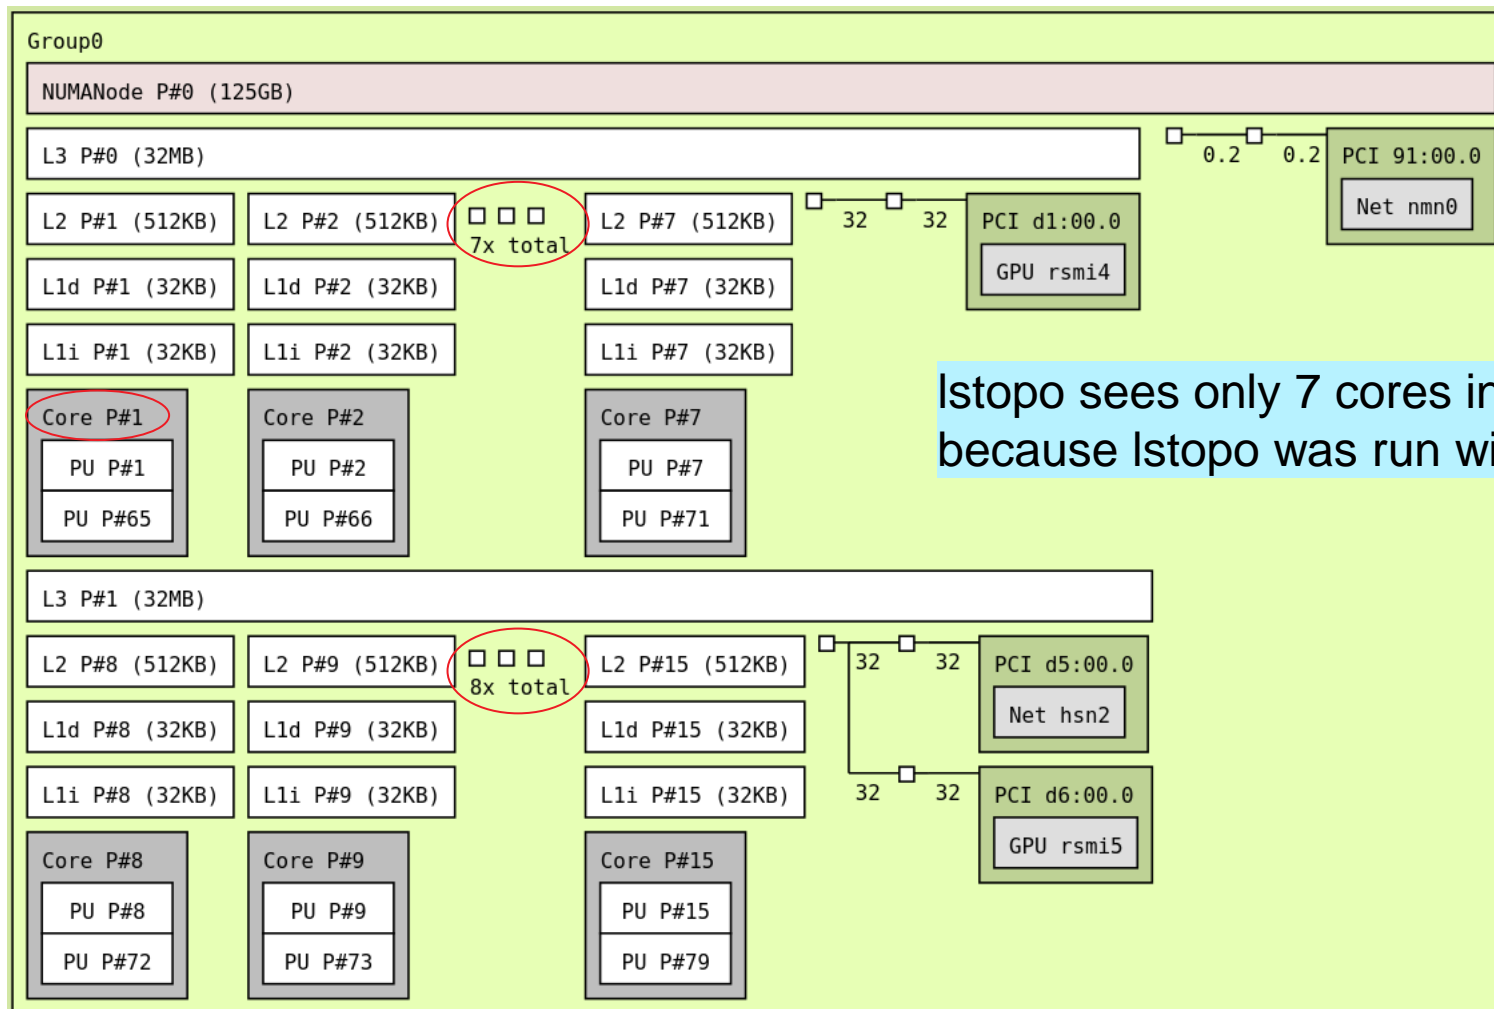 Group0
NUMANode P#0 (125GB)
L3 P#0 (32MB)
0.2 0.2 PCI 91:00.0
Net nmn0
L2 P#1 (512KB) L2 P#2 (512KB) 7x total L2 P#7 (512KB) 32 32 PCI d1:00.0
GPU rsmi4
L1d P#1 (32KB) L1d P#2 (32KB) L1d P#7 (32KB)
L1i P#1 (32KB) L1i P#2 (32KB) L1i P#7 (32KB)
lstopo sees only 7 cores in
because lstopo was run wi
Core P#1 Core P#2 Core P#7
PU P#1 PU P#2 PU P#7
PU P#65 PU P#66 PU P#71
L3 P#1 (32MB)
L2 P#8 (512KB) L2 P#9 (512KB) 8x total L2 P#15 (512KB) 32 32 PCI d5:00.0
Net hsn2
L1d P#8 (32KB) L1d P#9 (32KB) L1d P#15 (32KB)
L1i P#8 (32KB) L1i P#9 (32KB) L1i P#15 (32KB) 32 32 PCI d6:00.0
GPU rsmi5
Core P#8 Core P#9 Core P#15
PU P#8 PU P#9 PU P#15
PU P#72 PU P#73 PU P#79